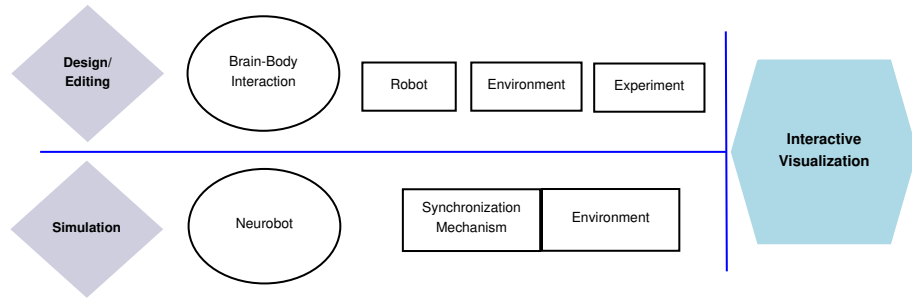 Design/
Editing
Brain-Body
Interaction
Robot
Environment
Experiment
Interactive
Visualization
Simulation
Neurobot
Synchronization
Mechanism
Environment